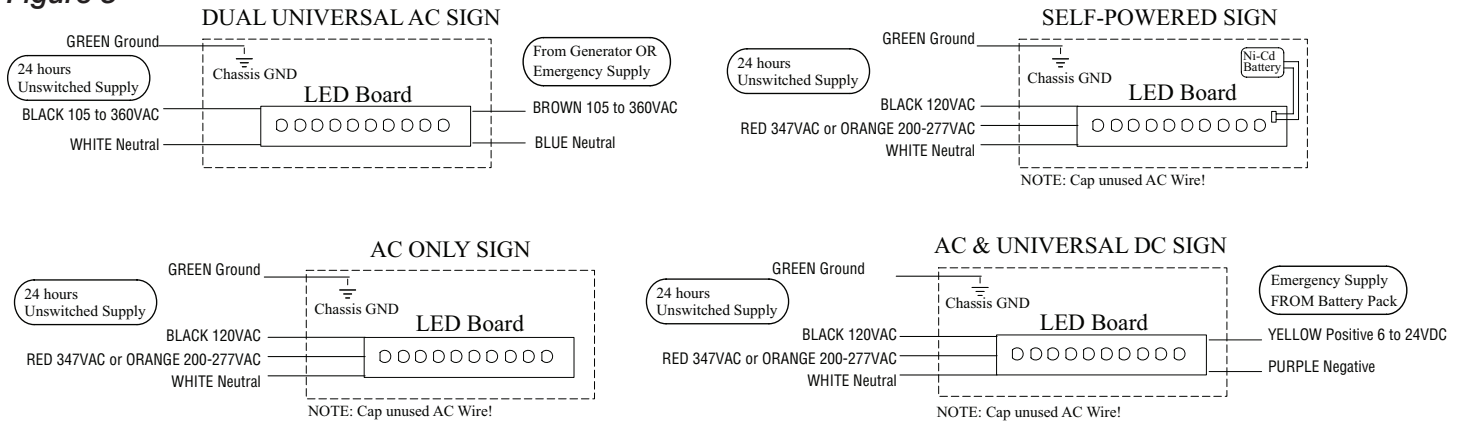 DUAL UNIVERSAL AC SIGN
GREEN Ground
Chassis GND
24 hours
Unswitched Supply
From Generator OR
Emergency Supply
LED Board
BLACK 105 to 360VAC
BROWN 105 to 360VAC
WHITE Neutral
BLUE Neutral
SELF-POWERED SIGN
GREEN Ground
Chassis GND
24 hours
Unswitched Supply
Ni-Cd
Battery
LED Board
BLACK 120VAC
RED 347VAC or ORANGE 200-277VAC
WHITE Neutral
NOTE: Cap unused AC Wire!
AC ONLY SIGN
GREEN Ground
Chassis GND
24 hours
Unswitched Supply
LED Board
BLACK 120VAC
RED 347VAC or ORANGE 200-277VAC
WHITE Neutral
NOTE: Cap unused AC Wire!
AC & UNIVERSAL DC SIGN
GREEN Ground
Chassis GND
24 hours
Unswitched Supply
Emergency Supply
FROM Battery Pack
LED Board
BLACK 120VAC
YELLOW Positive 6 to 24VDC
RED 347VAC or ORANGE 200-277VAC
PURPLE Negative
WHITE Neutral
NOTE: Cap unused AC Wire!